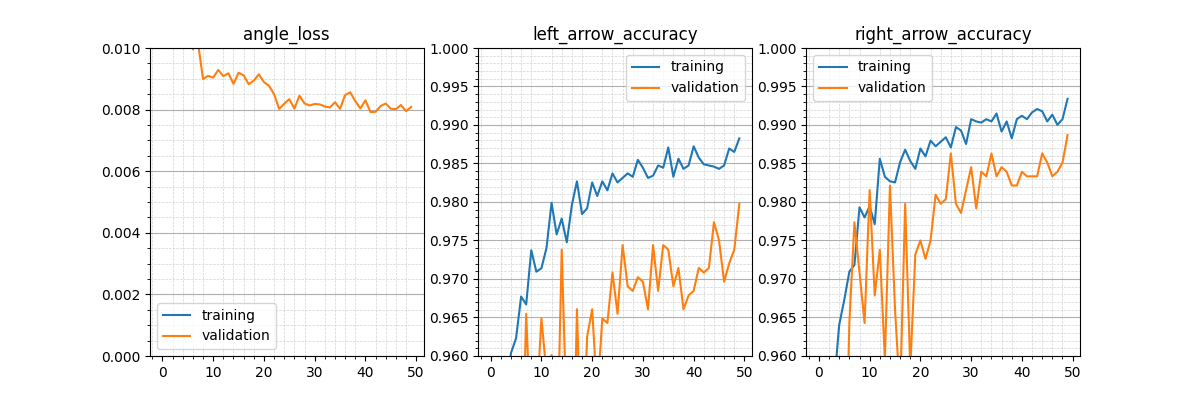 angle_loss
0.010
0.008
0.006
0.004
0.002
0.000
0 10 20 30 40 50
training
validation
left_arrow_accuracy
1.000
0.995
0.990
0.985
0.980
0.975
0.970
0.965
0.960
0 10 20 30 40 50
training
validation
right_arrow_accuracy
1.000
0.995
0.990
0.985
0.980
0.975
0.970
0.965
0.960
0 10 20 30 40 50
training
validation